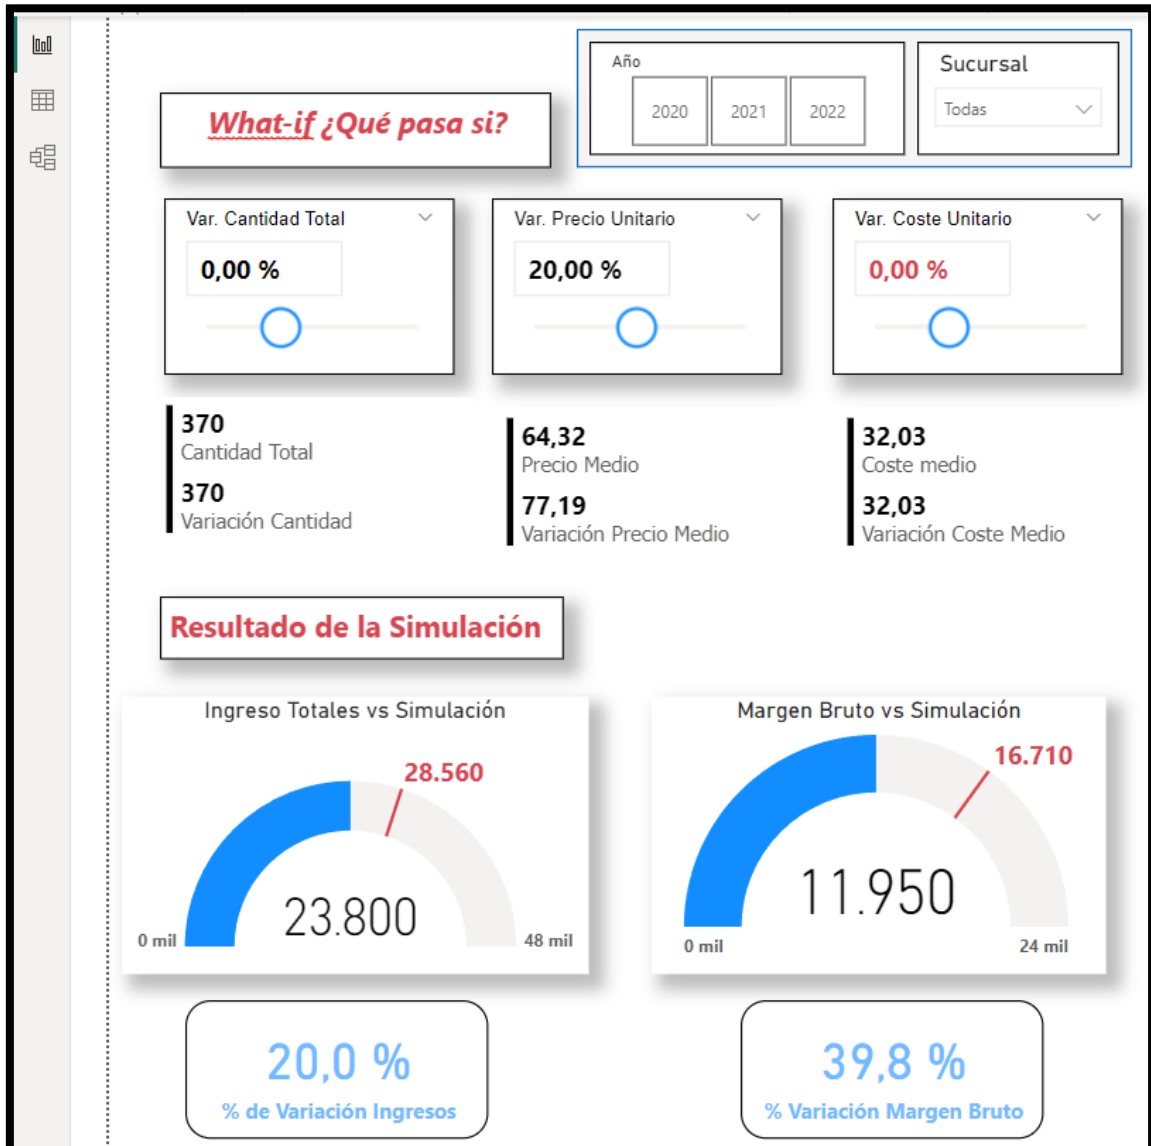 Año
Sucursal
2020
2021
2022
Todas
What-if ¿Qué pasa si?
Var. Cantidad Total
0,00 %
Var. Precio Unitario
20,00 %
Var. Coste Unitario
0,00 %
370
Cantidad Total
370
Variación Cantidad
64,32
Precio Medio
77,19
Variación Precio Medio
32,03
Coste medio
32,03
Variación Coste Medio
Resultado de la Simulación
Ingreso Totales vs Simulación
28.560
23.800
0 mil
48 mil
Margen Bruto vs Simulación
16.710
11.950
0 mil
24 mil
20,0 %
% de Variación Ingresos
39,8 %
% Variación Margen Bruto